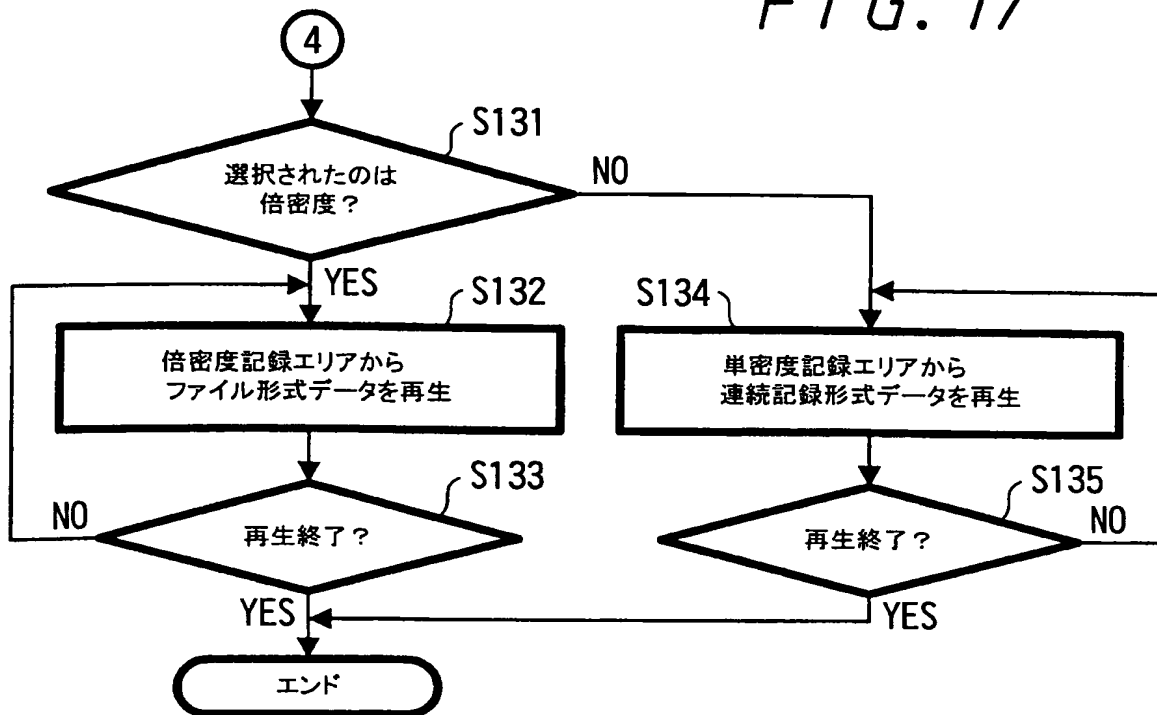 FIG. 17
4
S131
選択されたのは
倍密度？
NO
YES
S132
倍密度記録エリアから
ファイル形式データを再生
S134
単密度記録エリアから
連続記録形式データを再生
S133
再生終了？
NO
YES
S135
再生終了？
NO
YES
エンド